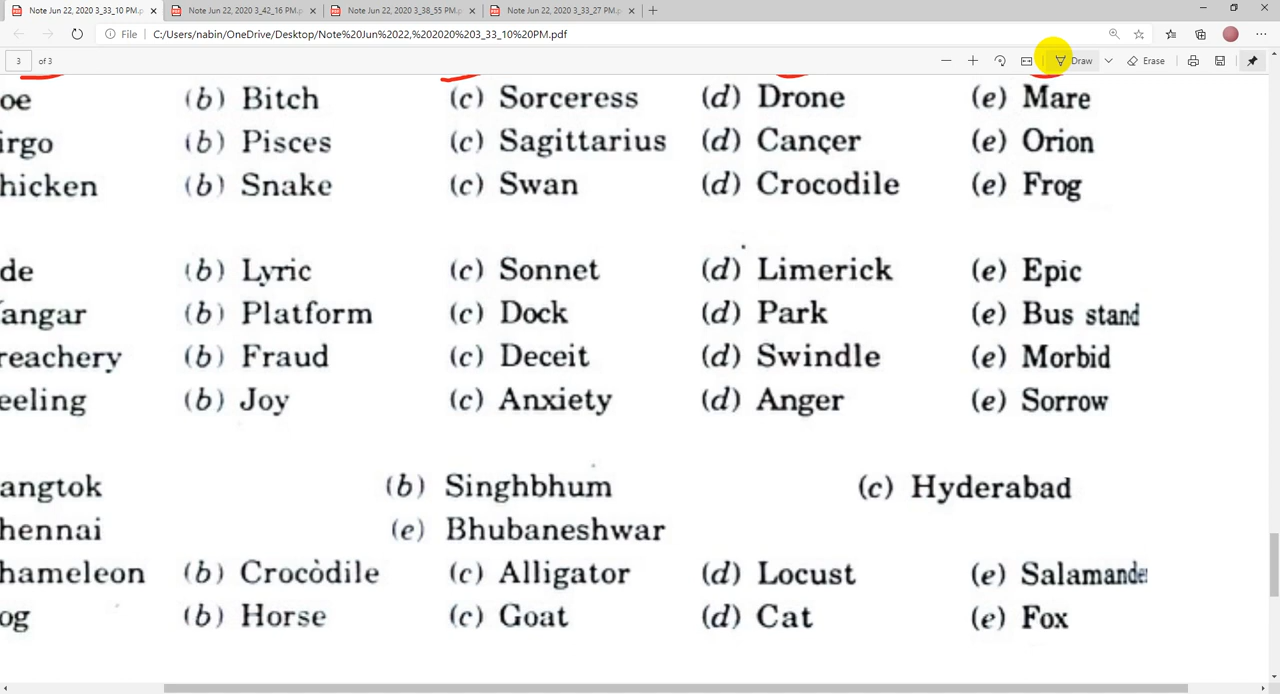 Note Jun 22, 2020 3_33_10 PM.p Note Jun 22, 2020 3_42_16 PM.p Note Jun 22, 2020 3_38_55 PM.p Note Jun 22, 2020 3_33_27 PM.p
File C:/Users/nabin/OneDrive/Desktop/Note%20Jun%2022,%202020%203_33_10%20PM.pdf
3 of 3 Draw Erase
oe (b) Bitch (c) Sorceress (d) Drone (e) Mare
irgo (b) Pisces (c) Sagittarius (d) Cançer (e) Orion
hicken (b) Snake (c) Swan (d) Crocodile (e) Frog
de (b) Lyric (c) Sonnet (d) Limerick (e) Epic
angar (b) Platform (c) Dock (d) Park (e) Bus stand
reachery (b) Fraud (c) Deceit (d) Swindle (e) Morbid
eeling (b) Joy (c) Anxiety (d) Anger (e) Sorrow
angtok (b) Singhbhum (c) Hyderabad
hennai (e) Bhubaneshwar
hameleon (b) Crocòdile (c) Alligator (d) Locust (e) Salamande
og (b) Horse (c) Goat (d) Cat (e) Fox